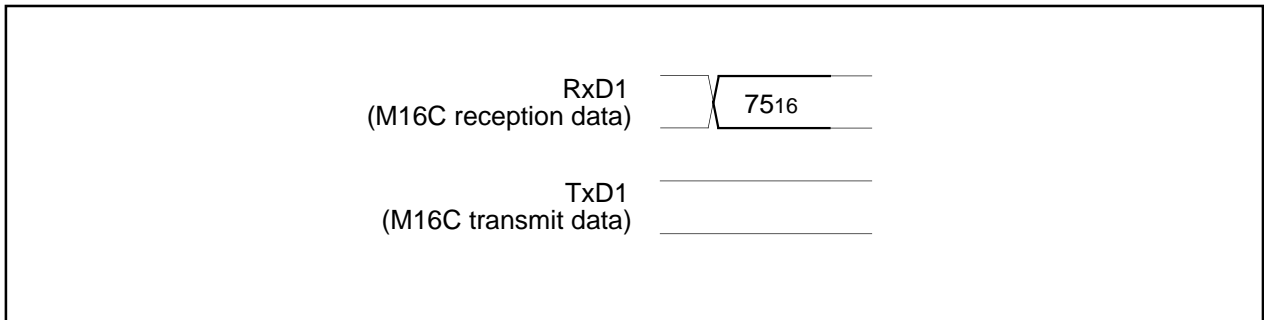 RxD1
(M16C reception data)
7516
TxD1
(M16C transmit data)